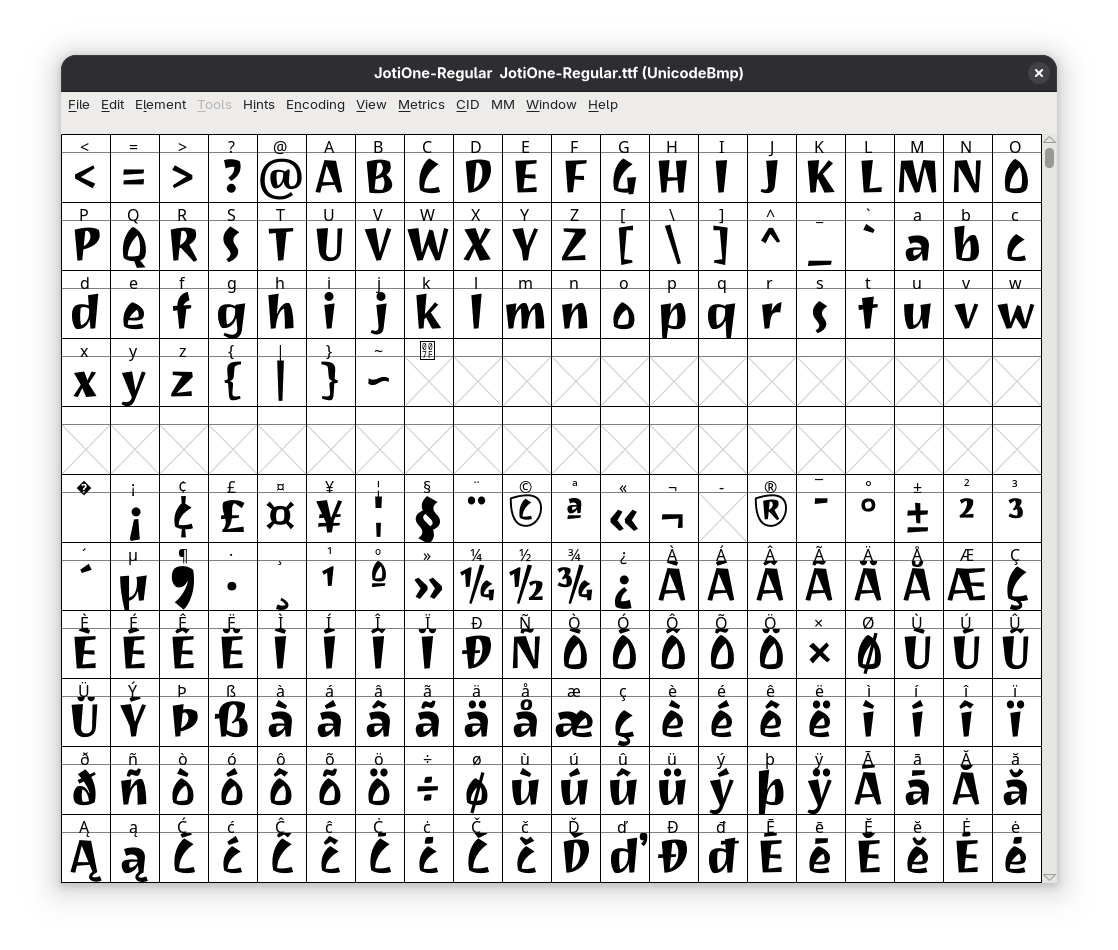 JotiOne-Regular JotiOne-Regular.ttf (UnicodeBmp)
File Edit Element Tools Hints Encoding View Metrics CID MM Window Help
< = > ? @ A B C D E F G H I J K L M N O
< = > ? @ A B C D E F G H I J K L M N O
P Q R S T U V W X Y Z [ \ ] ^ _ ` a b c
P Q R S T U V W X Y Z [ \ ] ^ _ ` a b c
d e f g h i j k l m n o p q r s t u v w
d e f g h i j k l m n o p q r s t u v w
x y z { | } ~ 007F
x y z { | } ~
� ¡ ¢ £ ¤ ¥ ¦ § ¨ © ª « ¬ - ® ¯ ° ± ² ³
¡ ¢ £ ¤ ¥ ¦ § ¨ © ª « ¬ ® ¯ ° ± ² ³
´ µ ¶ · ¸ ¹ º » ¼ ½ ¾ ¿ À Á Â Ã Ä Å Æ Ç
´ µ ¶ · ¸ ¹ º » ¼ ½ ¾ ¿ À Á Â Ã Ä Å Æ Ç
È É Ê Ë Ì Í Î Ï Ð Ñ Ò Ó Ô Õ Ö × Ø Ù Ú Û
È É Ê Ë Ì Í Î Ï Ð Ñ Ò Ó Ô Õ Ö × Ø Ù Ú Û
Ü Ý Þ ß à á â ã ä å æ ç è é ê ë ì í î ï
Ü Ý Þ ß à á â ã ä å æ ç è é ê ë ì í î ï
ð ñ ò ó ô õ ö ÷ ø ù ú û ü ý þ ÿ Ā ā Ă ă
ð ñ ò ó ô õ ö ÷ ø ù ú û ü ý þ ÿ Ā ā Ă ă
Ą ą Ć ć Ĉ ĉ Ċ ċ Č č Ď ď Đ đ Ē ē Ĕ ĕ Ė ė
Ą ą Ć ć Ĉ ĉ Ċ ċ Č č Ď ď Đ đ Ē ē Ĕ ĕ Ė ė